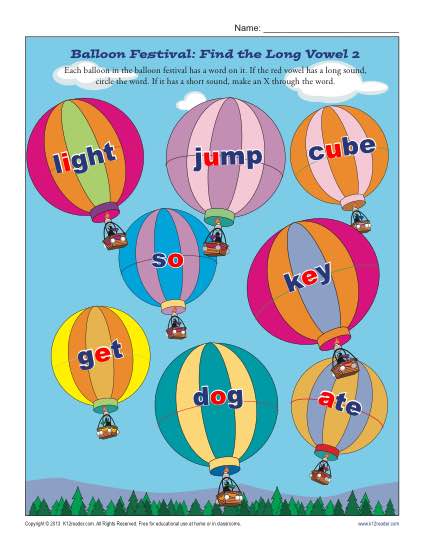 Name:
Balloon Festival: Find the Long Vowel 2
Each balloon in the balloon festival has a word on it. If the red vowel has a long sound,
circle the word. If it has a short sound, make an X through the word.
light
jump
cube
so
key
get
dog
ate
Copyright © 2013 K12reader.com. All Rights Reserved. Free for educational use at home or in classrooms.
www.k12reader.com